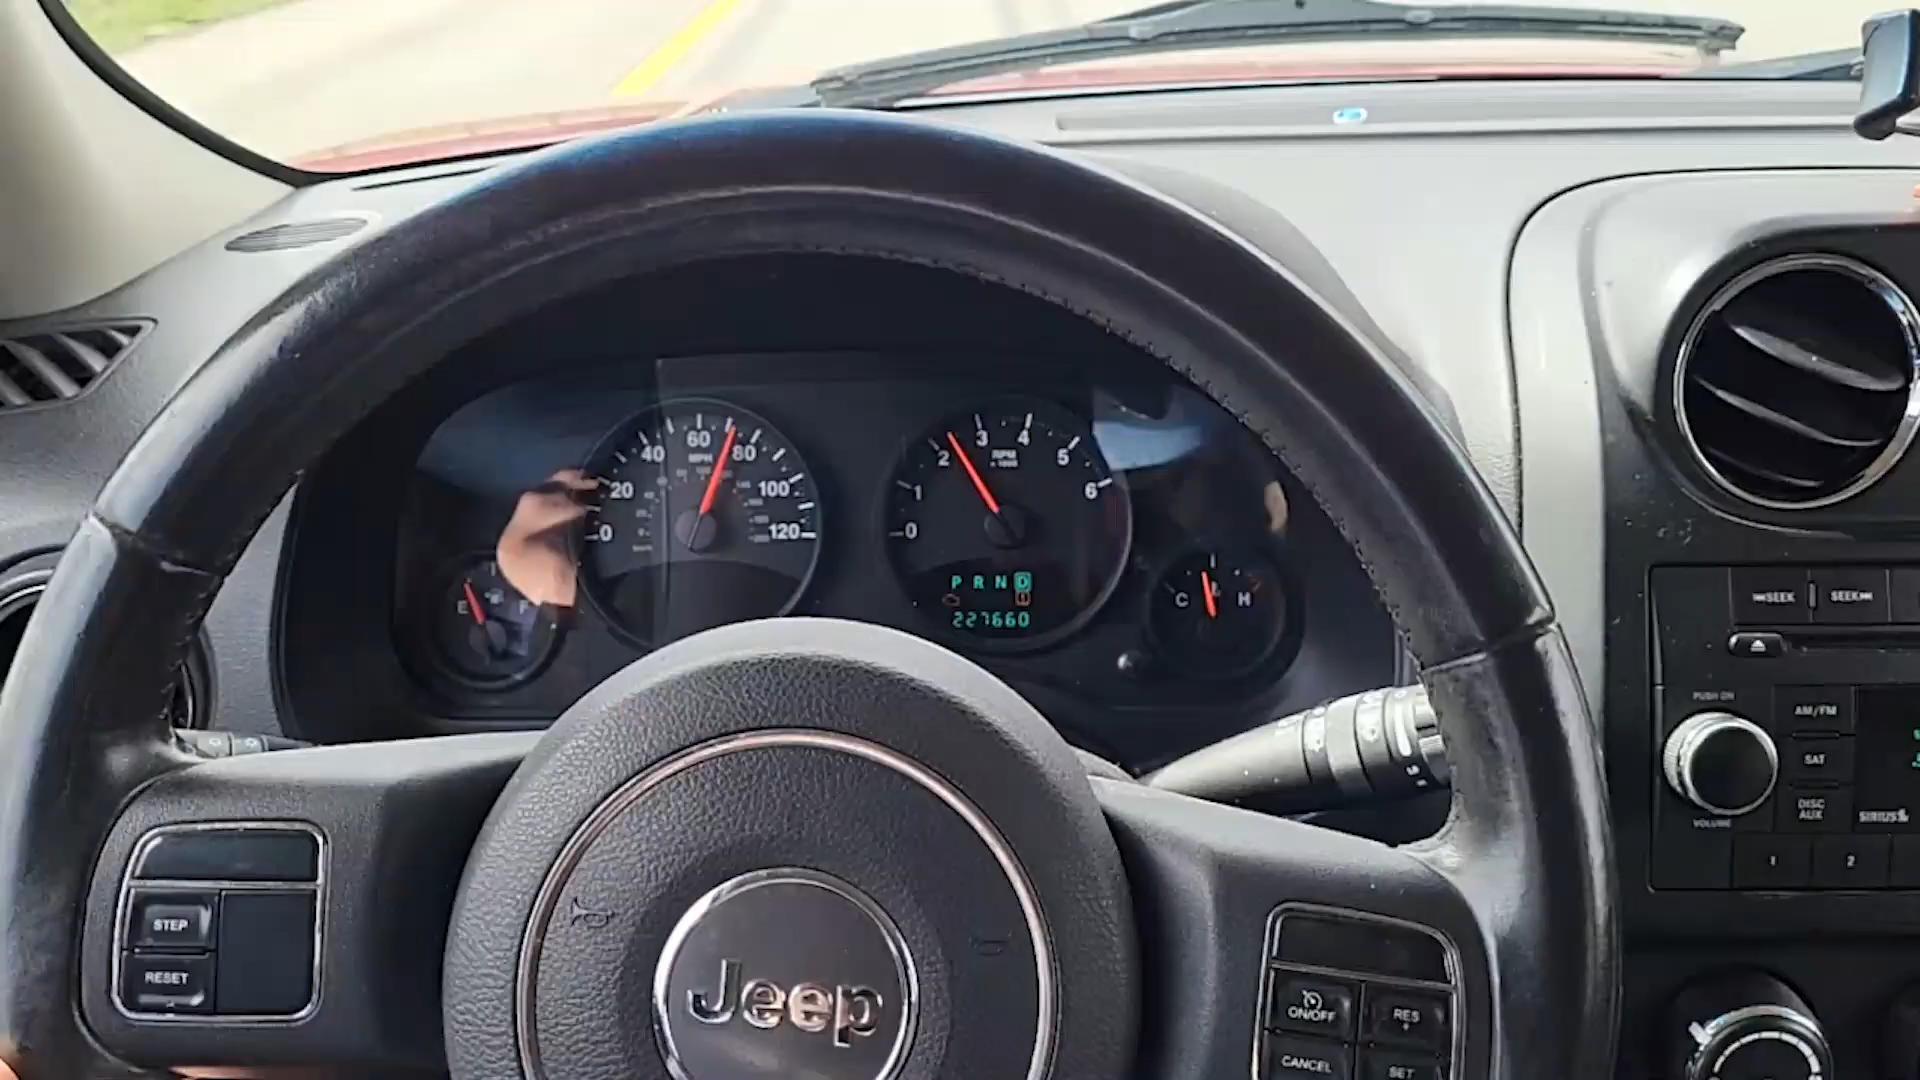 60
40
80
MPH
20
100
0
120
3 4
2
RPM
x 1000
5
1
6
0
P R N D
227660
E F
C H
SEEK SEEK
PUSH ON
AM/FM
SAT
DISC
AUX
VOLUME
SIRIUS
1 2
STEP
RESET
Jeep
ON/OFF
RES
+
CANCEL
SET